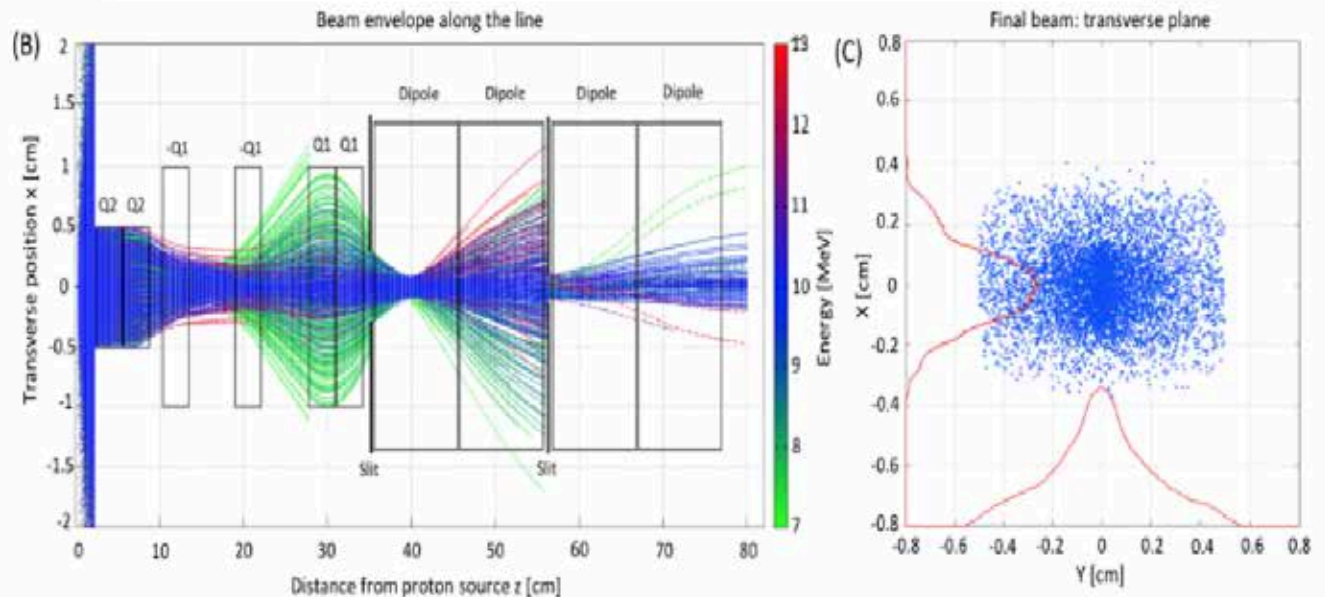 Beam envelope along the line
(B)
2
1.5
1
0.5
0
-0.5
-1
-1.5
-2
Transverse position x [cm]
Q2 Q2
-Q1
-Q1
Q1 Q1
Dipole
Dipole
Dipole
Dipole
Slit
Slit
0 10 20 30 40 50 60 70 80
Distance from proton source z [cm]
13
12
11
10
9
8
7
Energy [MeV]
Final beam: transverse plane
(C)
0.8
0.6
0.4
0.2
0
-0.2
-0.4
-0.6
-0.8
X [cm]
-0.8 -0.6 -0.4 -0.2 0 0.2 0.4 0.6 0.8
Y [cm]